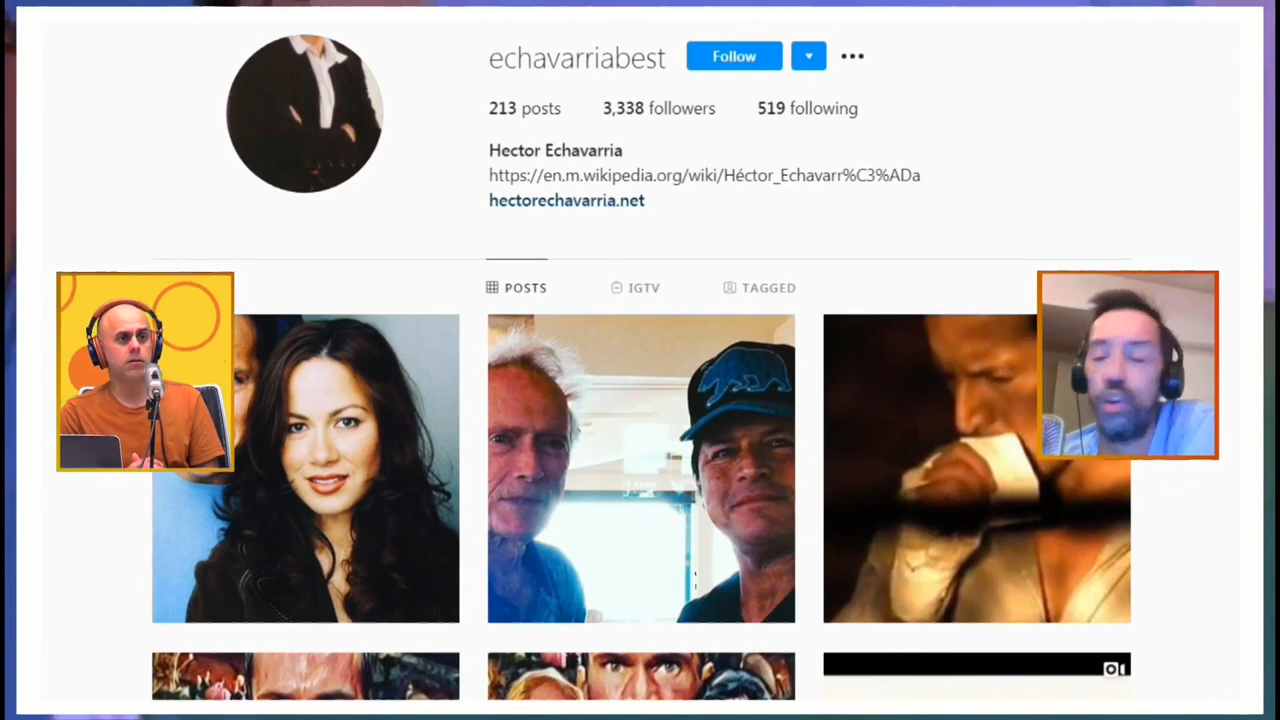 echavarriabest Follow
213 posts 3,338 followers 519 following
Hector Echavarria
https://en.m.wikipedia.org/wiki/Héctor_Echavarr%C3%ADa
hectorechavarria.net
POSTS IGTV TAGGED